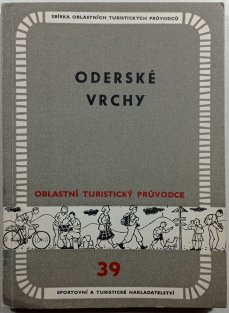 SBÍRKA OBLASTNÍCH TURISTICKÝCH PRŮVODCŮ
ODERSKÉ
VRCHY
OBLASTNÍ TURISTICKÝ PRŮVODCE
39
SPORTOVNÍ A TURISTICKÉ NAKLADATELSTVÍ